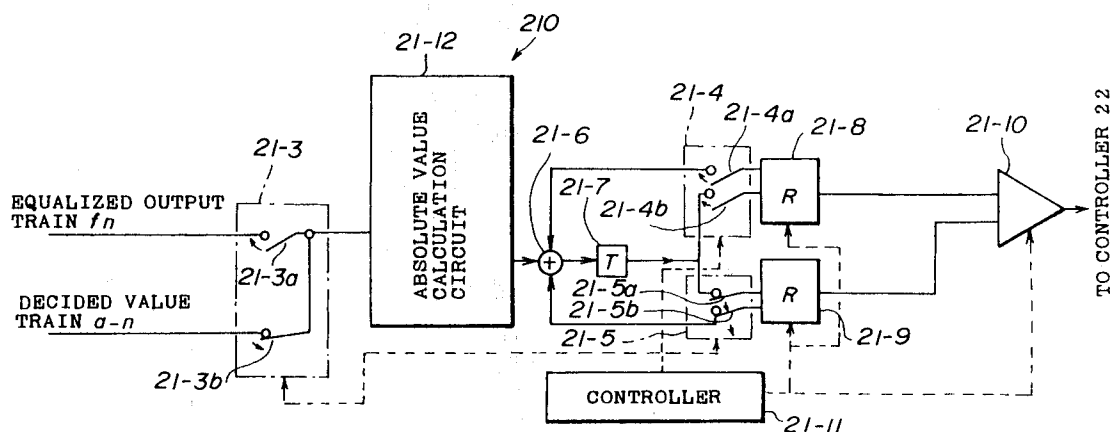 210
21-12
21-4
21-4a
21-6
21-8
21-10
21-3
21-7
EQUALIZED OUTPUT
TRAIN fn
ABSOLUTE VALUE
CALCULATION
CIRCUIT
21-4b
R
TO CONTROLLER 22
+
T
21-3a
DECIDED VALUE
TRAIN a-n
21-5a
21-5b
R
21-5
21-9
21-3b
CONTROLLER
21-11